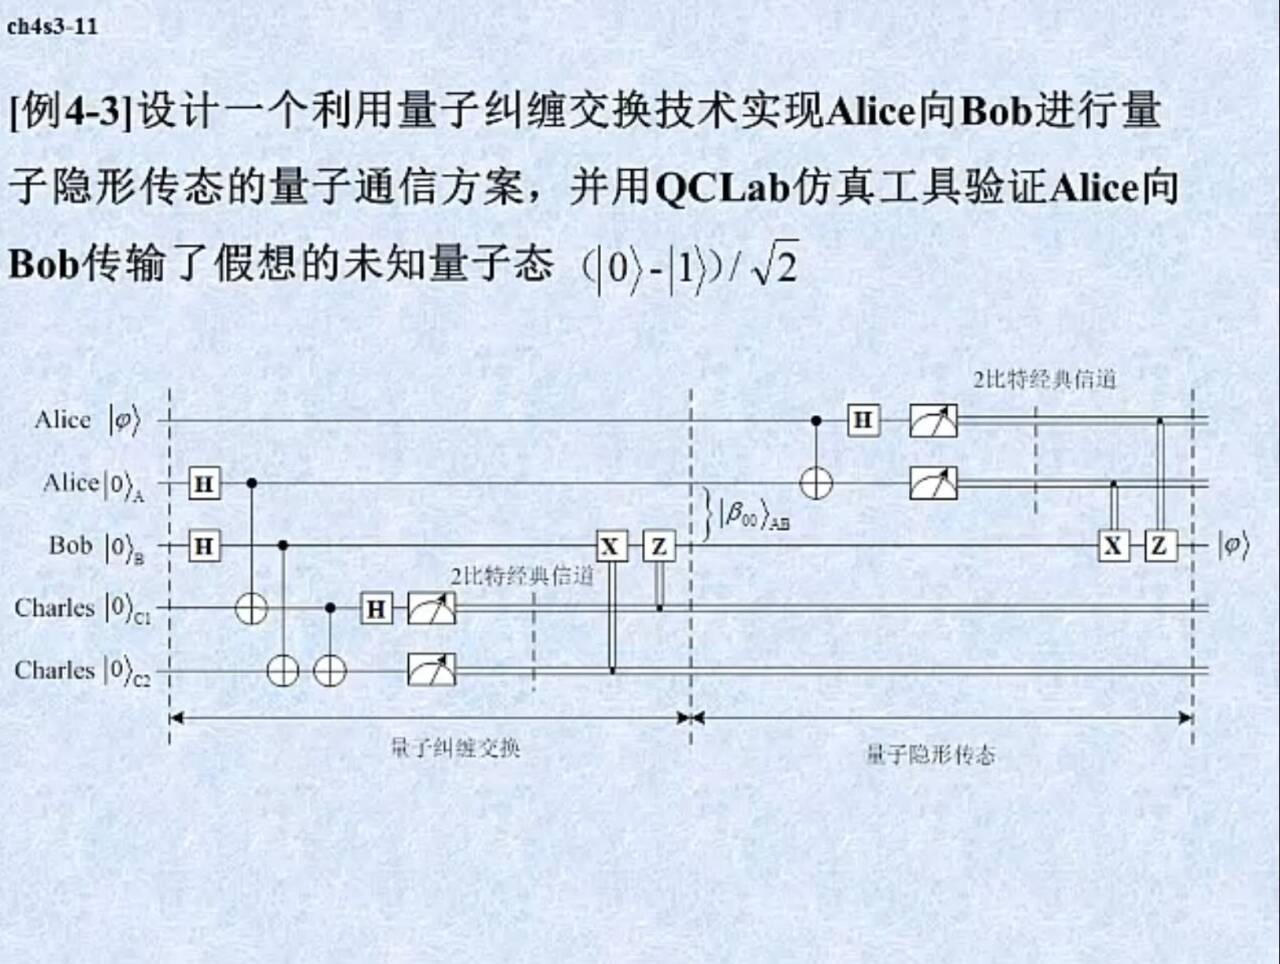 ch4s3-11
[例4-3]设计一个利用量子纠缠交换技术实现Alice向Bob进行量
子隐形传态的量子通信方案，并用QCLab仿真工具验证Alice向
Bob传输了假想的未知量子态 (|0⟩-|1⟩)/√2
2比特经典信道
Alice |φ⟩ H
Alice|0⟩A H |β00⟩AB
Bob |0⟩B H X Z X Z |φ⟩
2比特经典信道
Charles |0⟩C1 H
Charles |0⟩C2
量子纠缠交换 量子隐形传态